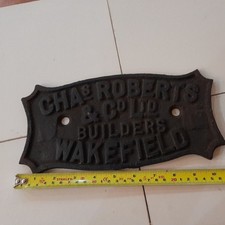 CHAS ROBERTS
& CO LTD
BUILDERS
WAKEFIELD